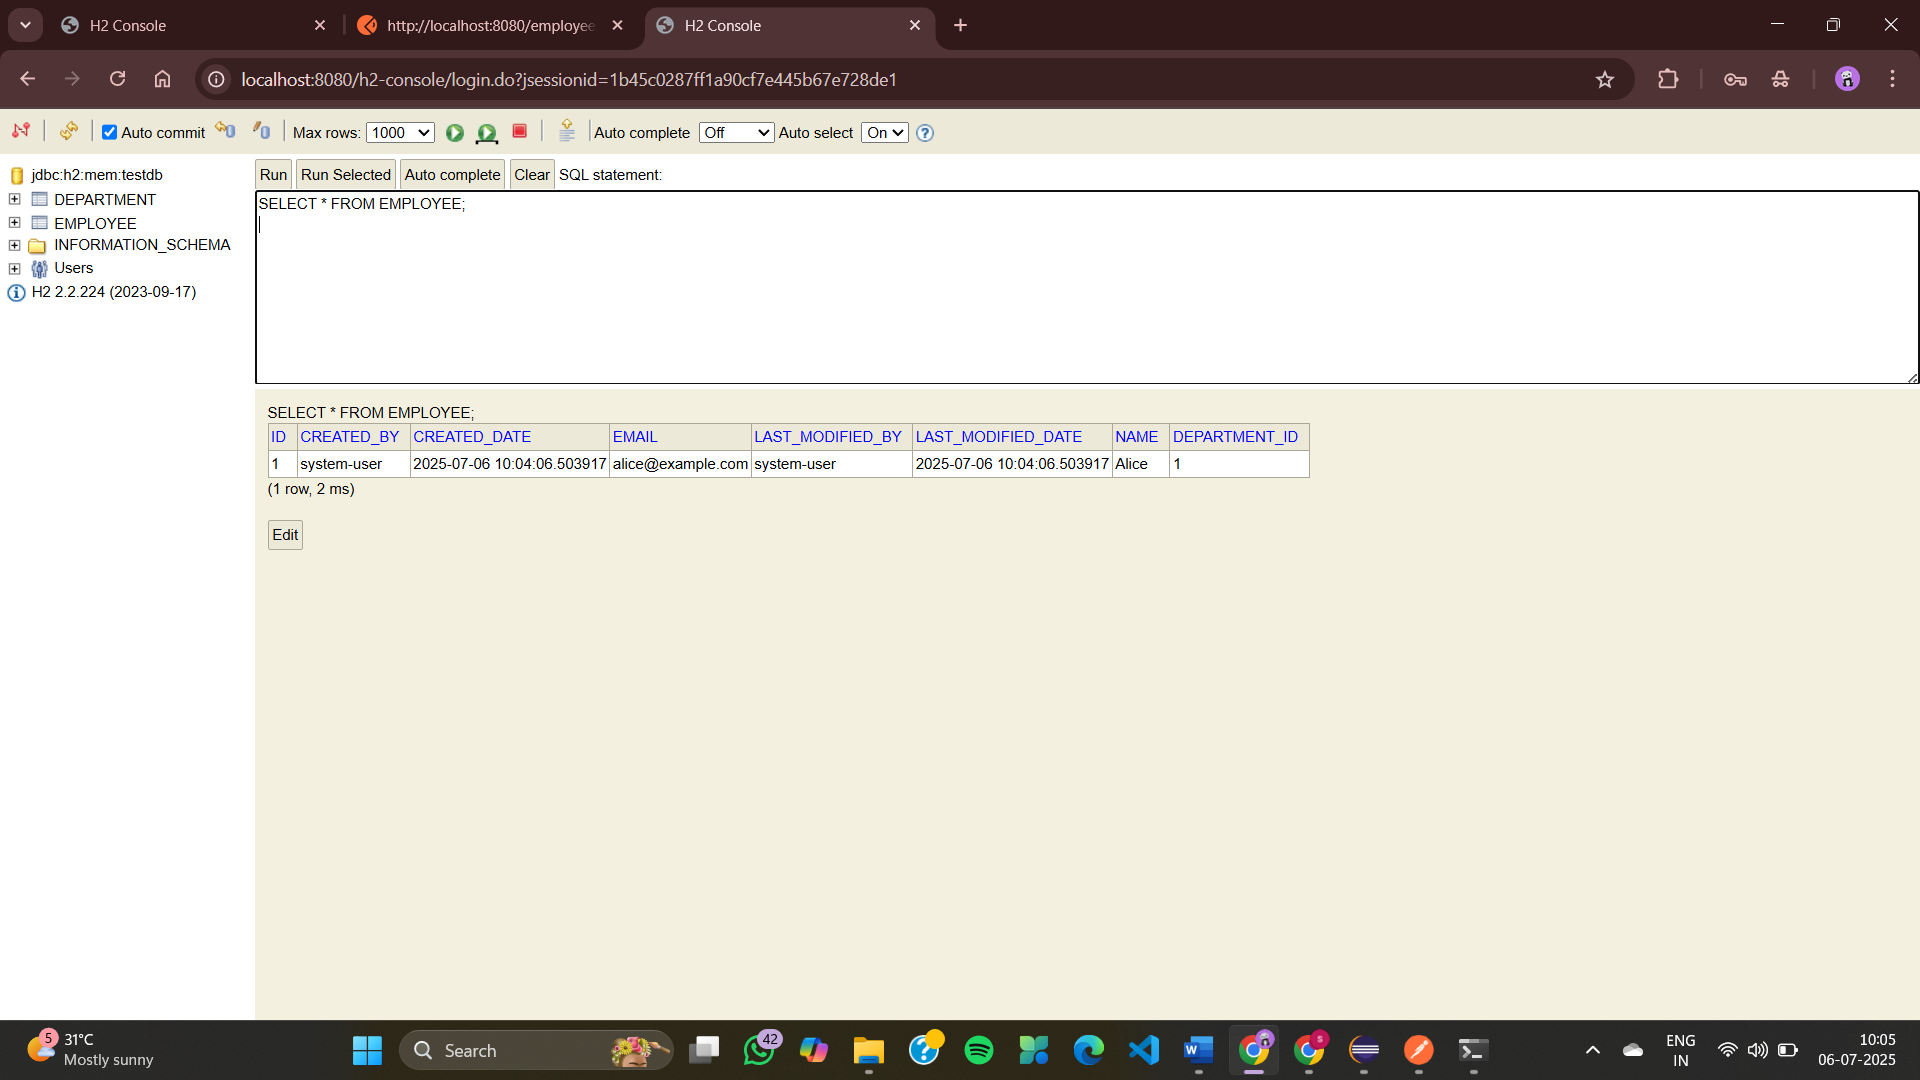 H2 Console
http://localhost:8080/employee
H2 Console
localhost:8080/h2-console/login.do?jsessionid=1b45c0287ff1a90cf7e445b67e728de1
Auto commit
Max rows: 1000
Auto complete Off
Auto select On
jdbc:h2:mem:testdb
DEPARTMENT
EMPLOYEE
INFORMATION_SCHEMA
Users
H2 2.2.224 (2023-09-17)
Run Run Selected Auto complete Clear SQL statement:
SELECT * FROM EMPLOYEE;
SELECT * FROM EMPLOYEE;
ID CREATED_BY CREATED_DATE EMAIL LAST_MODIFIED_BY LAST_MODIFIED_DATE NAME DEPARTMENT_ID
1 system-user 2025-07-06 10:04:06.503917 alice@example.com system-user 2025-07-06 10:04:06.503917 Alice 1
(1 row, 2 ms)
Edit
5
31°C
Mostly sunny
Search
42
S
ENG
IN
10:05
06-07-2025